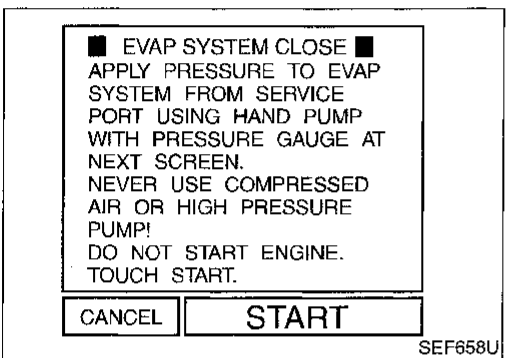 ■ EVAP SYSTEM CLOSE ■
APPLY PRESSURE TO EVAP
SYSTEM FROM SERVICE
PORT USING HAND PUMP
WITH PRESSURE GAUGE AT
NEXT SCREEN.
NEVER USE COMPRESSED
AIR OR HIGH PRESSURE
PUMP!
DO NOT START ENGINE.
TOUCH START.
CANCEL START
SEF658U